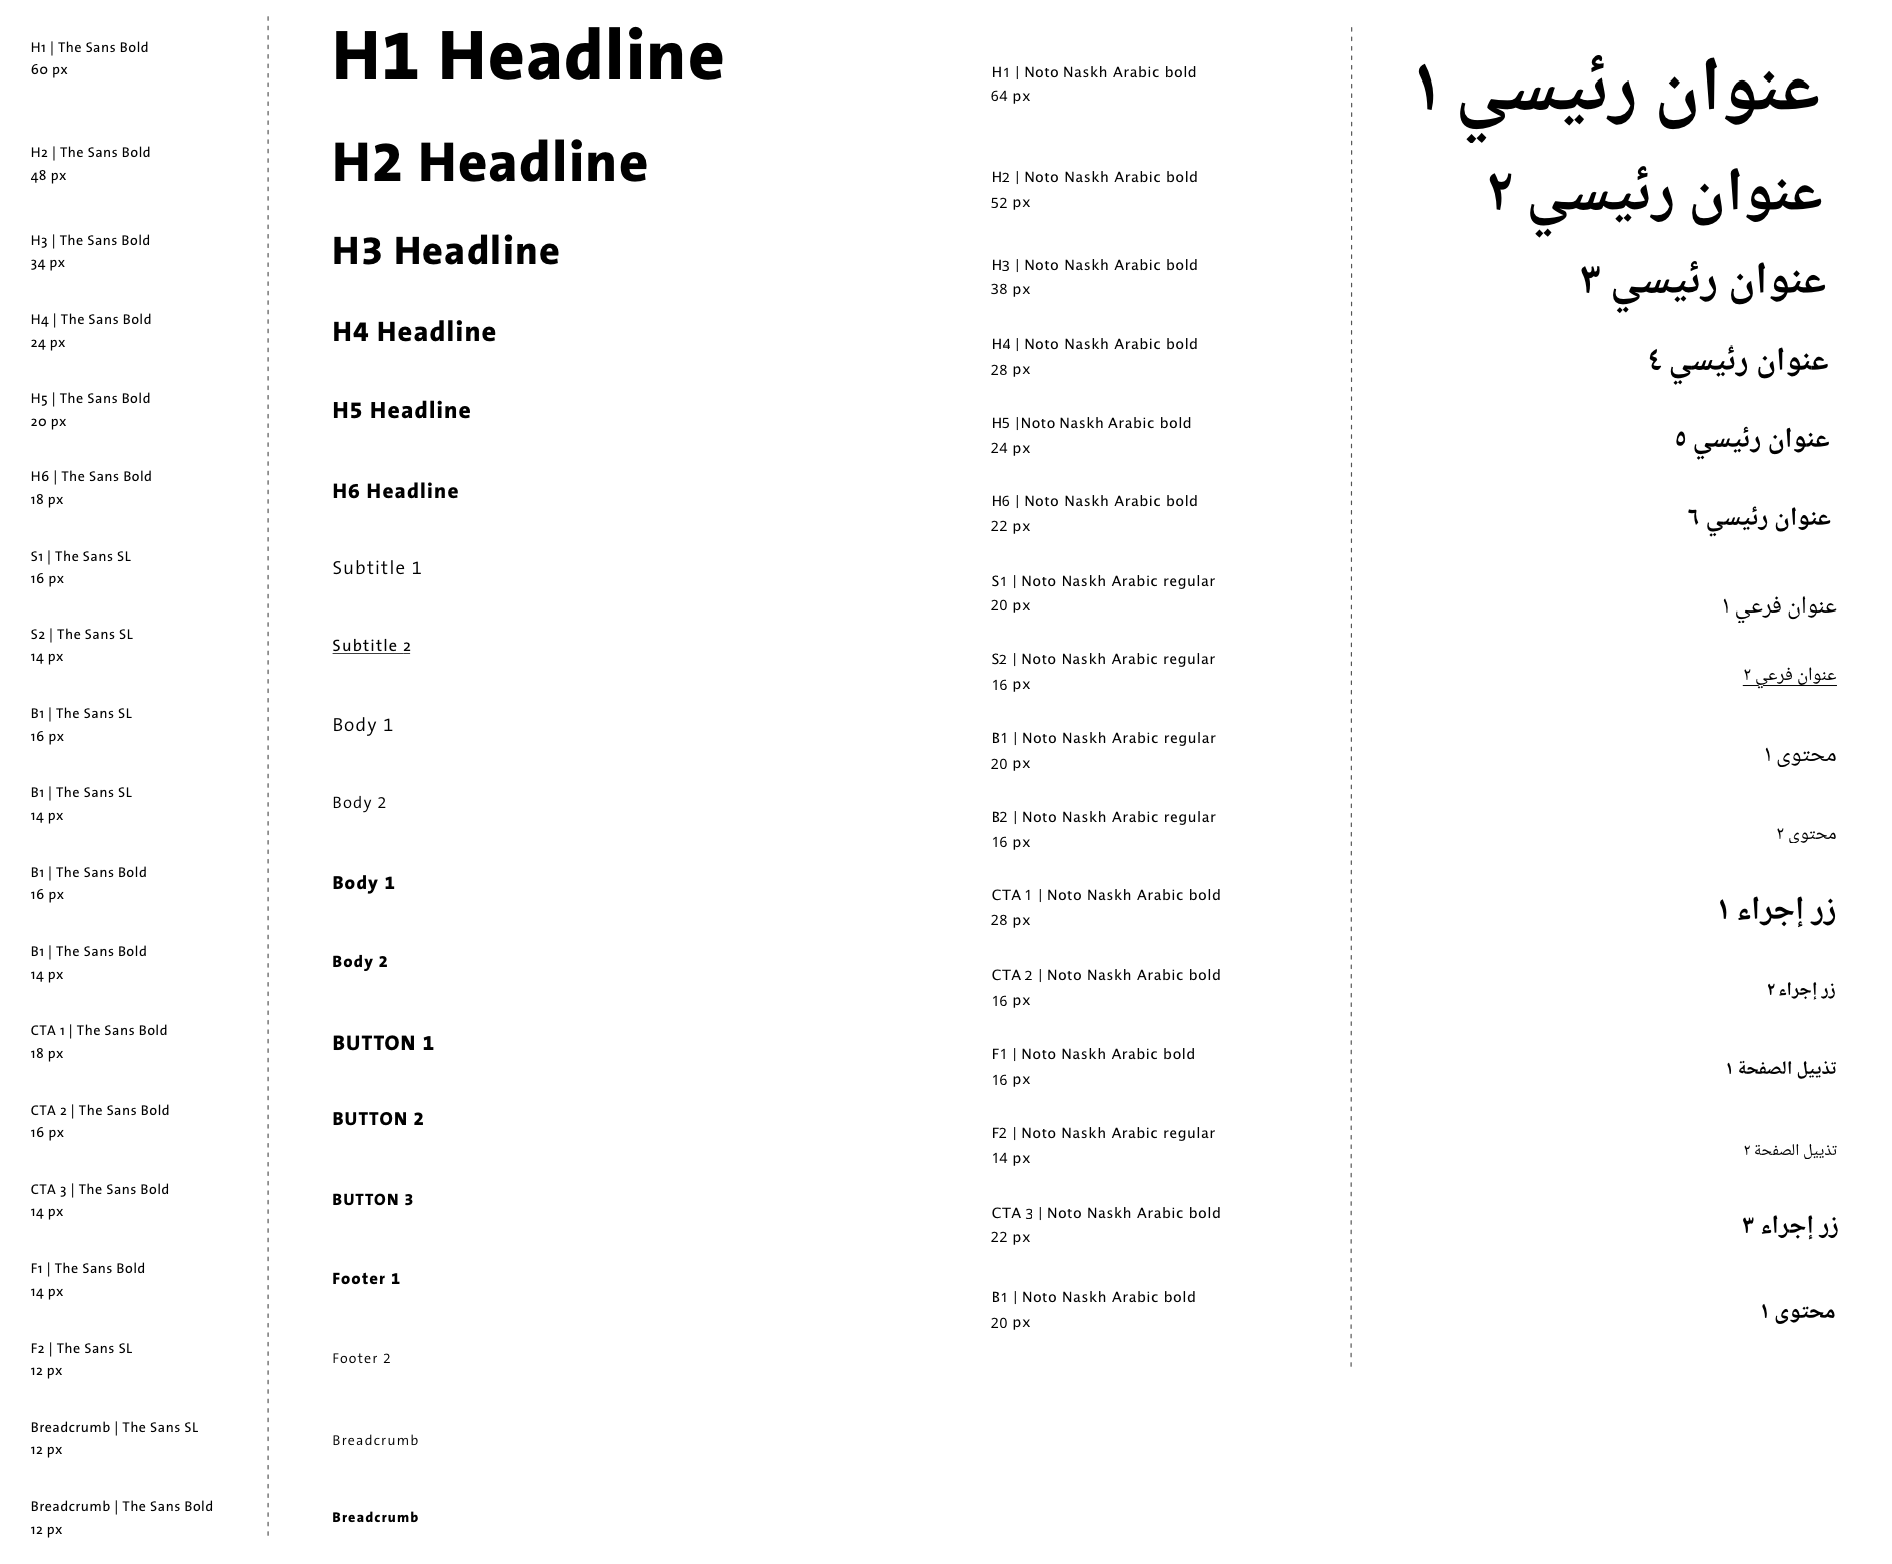 H1 | The Sans Bold
60 px
H1 Headline
H2 | The Sans Bold
48 px
H2 Headline
H3 | The Sans Bold
34 px
H3 Headline
H4 | The Sans Bold
24 px
H4 Headline
H5 | The Sans Bold
20 px
H5 Headline
H6 | The Sans Bold
18 px
H6 Headline
S1 | The Sans SL
16 px
Subtitle 1
S2 | The Sans SL
14 px
Subtitle 2
B1 | The Sans SL
16 px
Body 1
B1 | The Sans SL
14 px
Body 2
B1 | The Sans Bold
16 px
Body 1
B1 | The Sans Bold
14 px
Body 2
CTA 1 | The Sans Bold
18 px
BUTTON 1
CTA 2 | The Sans Bold
16 px
BUTTON 2
CTA 3 | The Sans Bold
14 px
BUTTON 3
F1 | The Sans Bold
14 px
Footer 1
F2 | The Sans SL
12 px
Footer 2
Breadcrumb | The Sans SL
12 px
Breadcrumb
Breadcrumb | The Sans Bold
12 px
Breadcrumb
H1 | Noto Naskh Arabic bold
64 px
عنوان رئيسي ١
H2 | Noto Naskh Arabic bold
52 px
عنوان رئيسي ٢
H3 | Noto Naskh Arabic bold
38 px
عنوان رئيسي ٣
H4 | Noto Naskh Arabic bold
28 px
عنوان رئيسي ٤
H5 |Noto Naskh Arabic bold
24 px
عنوان رئيسي ٥
H6 | Noto Naskh Arabic bold
22 px
عنوان رئيسي ٦
S1 | Noto Naskh Arabic regular
20 px
عنوان فرعي ١
S2 | Noto Naskh Arabic regular
16 px
عنوان فرعي ٢
B1 | Noto Naskh Arabic regular
20 px
محتوى ١
B2 | Noto Naskh Arabic regular
16 px
محتوى ٢
CTA 1 | Noto Naskh Arabic bold
28 px
زر إجراء ١
CTA 2 | Noto Naskh Arabic bold
16 px
زر إجراء ٢
F1 | Noto Naskh Arabic bold
16 px
تذييل الصفحة ١
F2 | Noto Naskh Arabic regular
14 px
تذييل الصفحة ٢
CTA 3 | Noto Naskh Arabic bold
22 px
زر إجراء ٣
B1 | Noto Naskh Arabic bold
20 px
محتوى ١